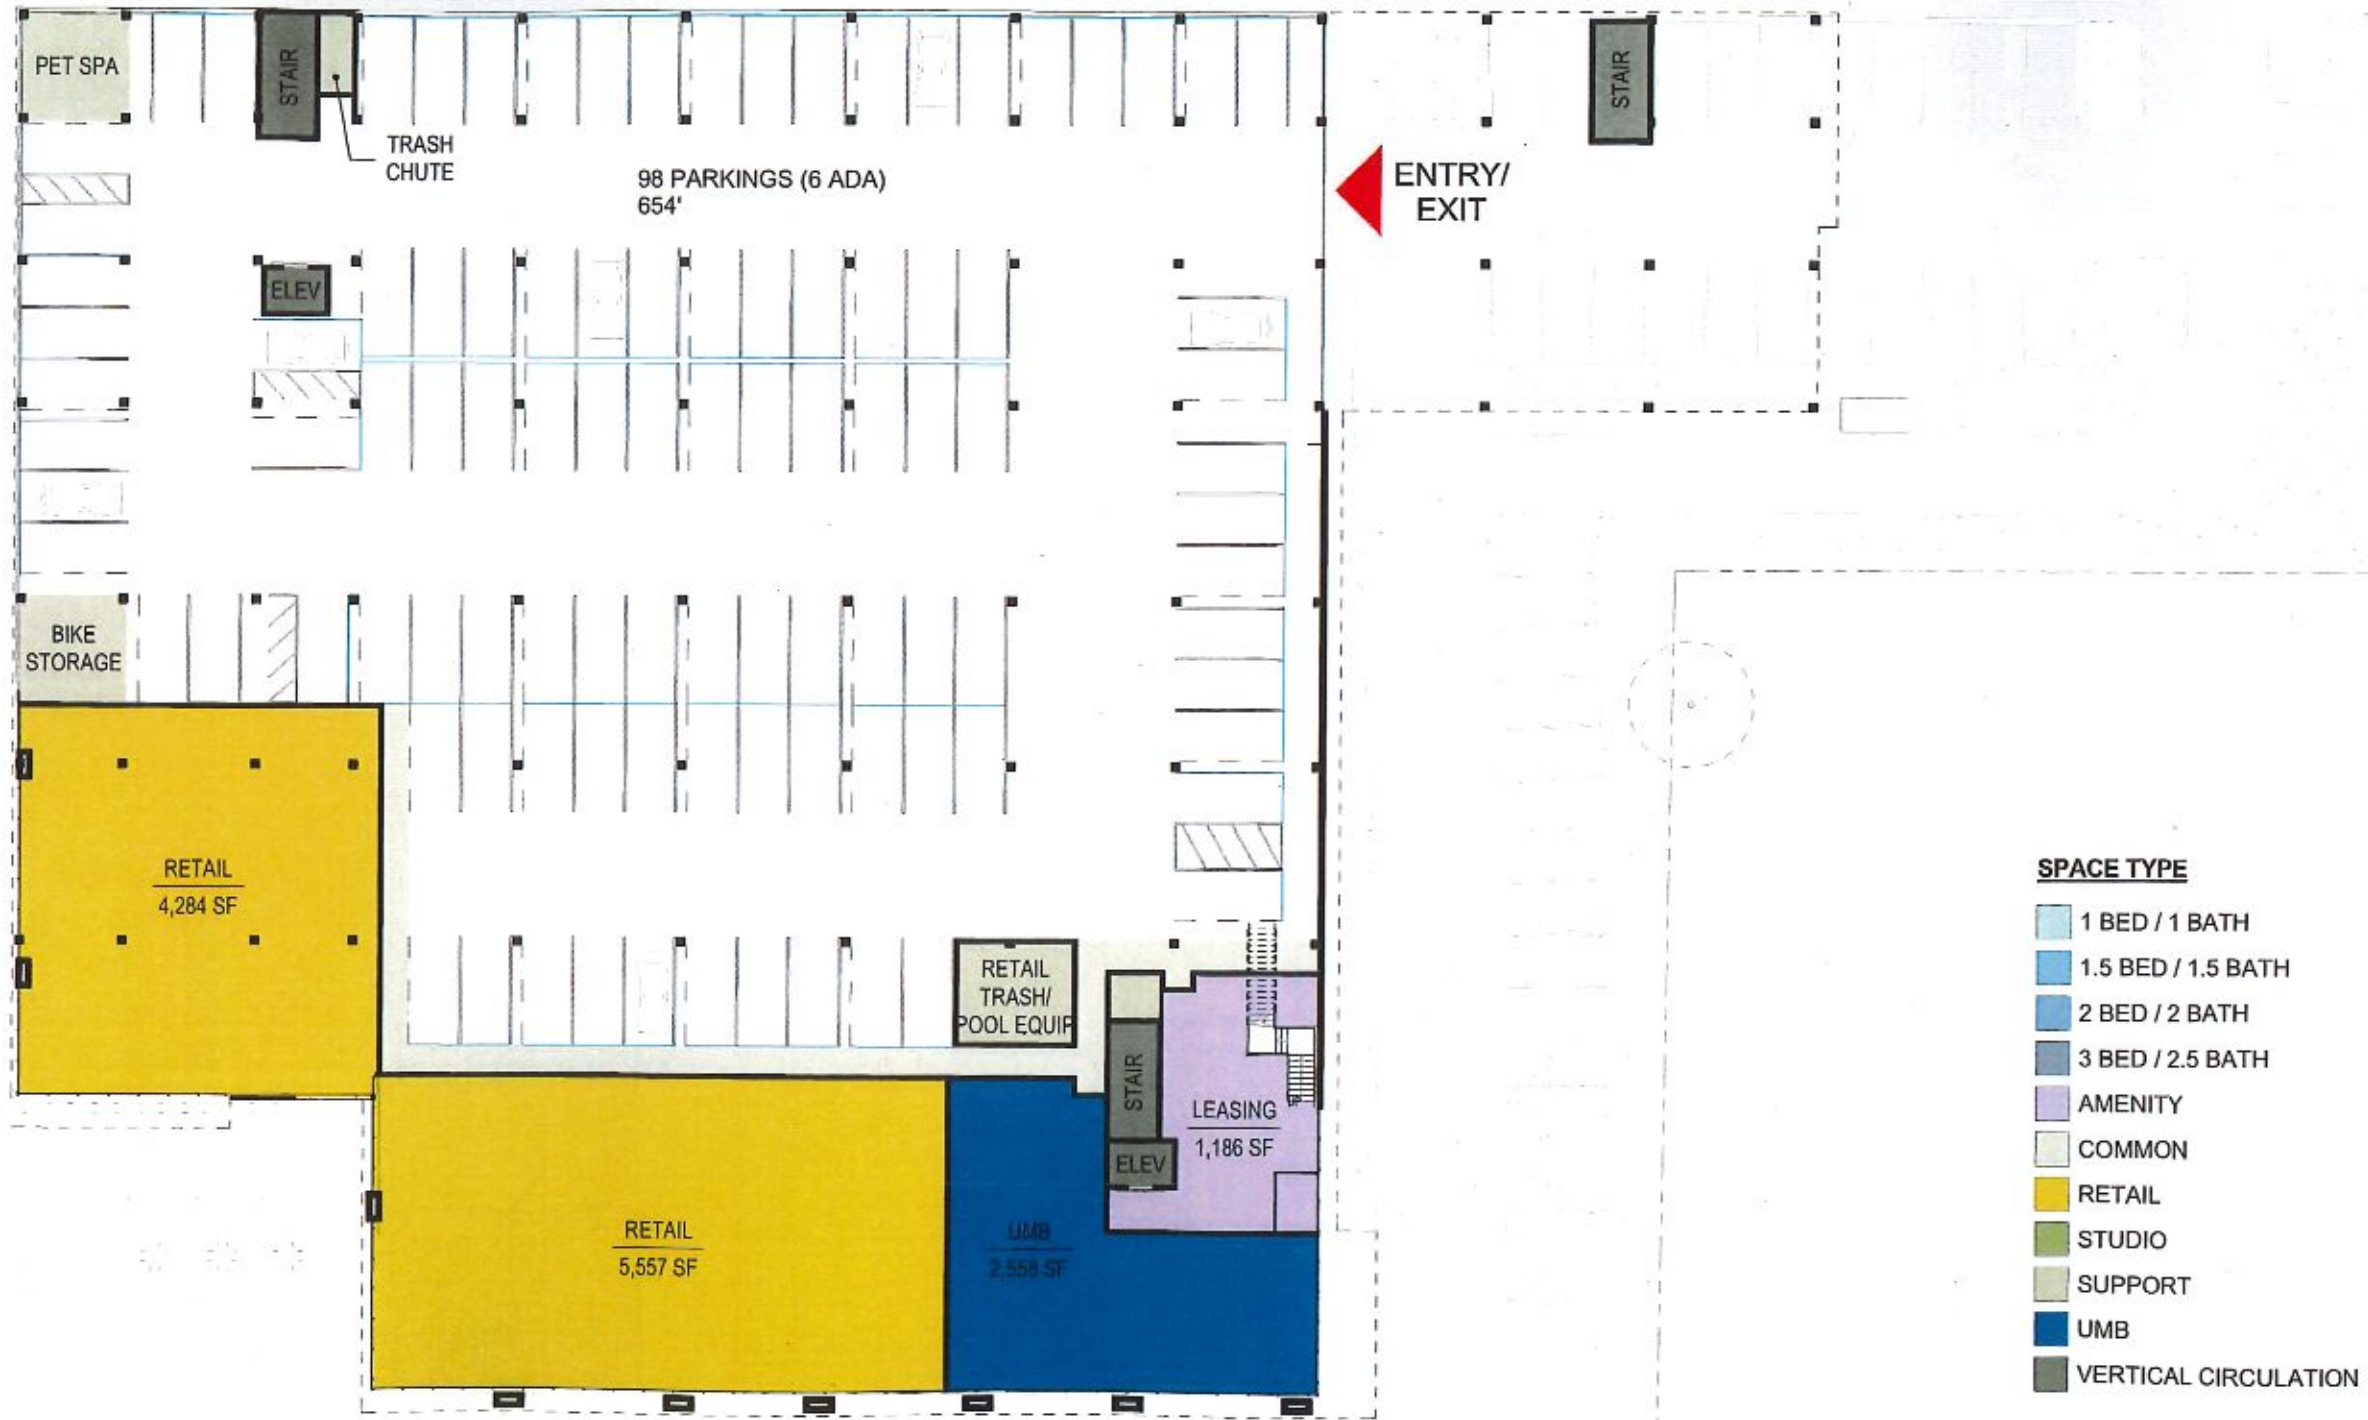 PET SPA
STAIR
TRASH
CHUTE
98 PARKINGS (6 ADA)
654'
ENTRY/
EXIT
STAIR
ELEV
BIKE
STORAGE
RETAIL
4,284 SF
RETAIL
TRASH/
POOL EQUIP
STAIR
LEASING
1,186 SF
ELEV
RETAIL
5,557 SF
UMB
2,558 SF
SPACE TYPE
1 BED / 1 BATH
1.5 BED / 1.5 BATH
2 BED / 2 BATH
3 BED / 2.5 BATH
AMENITY
COMMON
RETAIL
STUDIO
SUPPORT
UMB
VERTICAL CIRCULATION